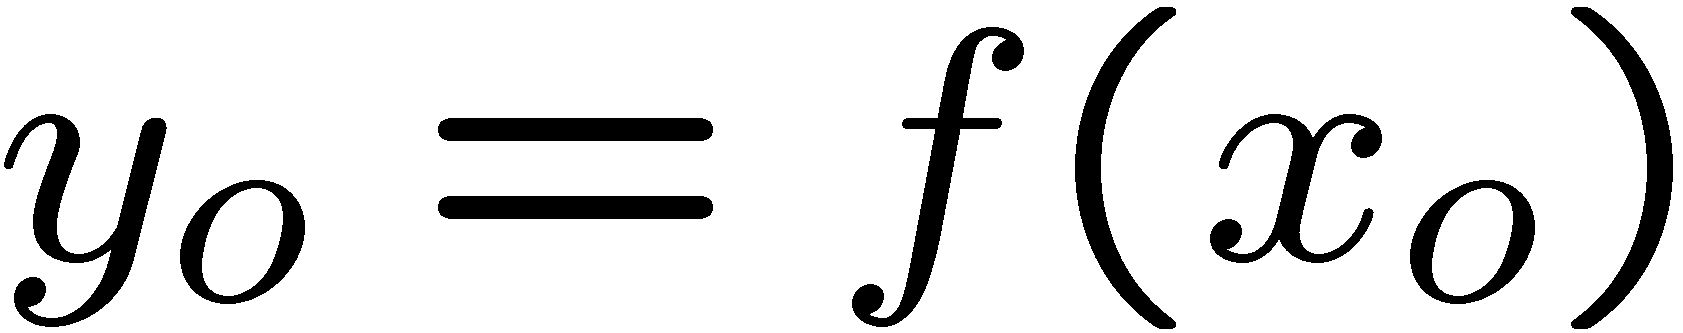 y_o = f(x_o)